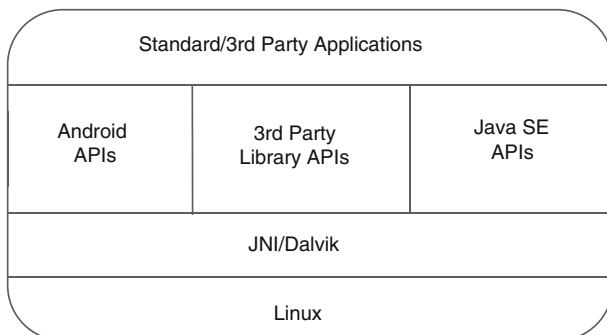 Standard/3rd Party Applications
Android
APIs
3rd Party
Library APIs
Java SE
APIs
JNI/Dalvik
Linux